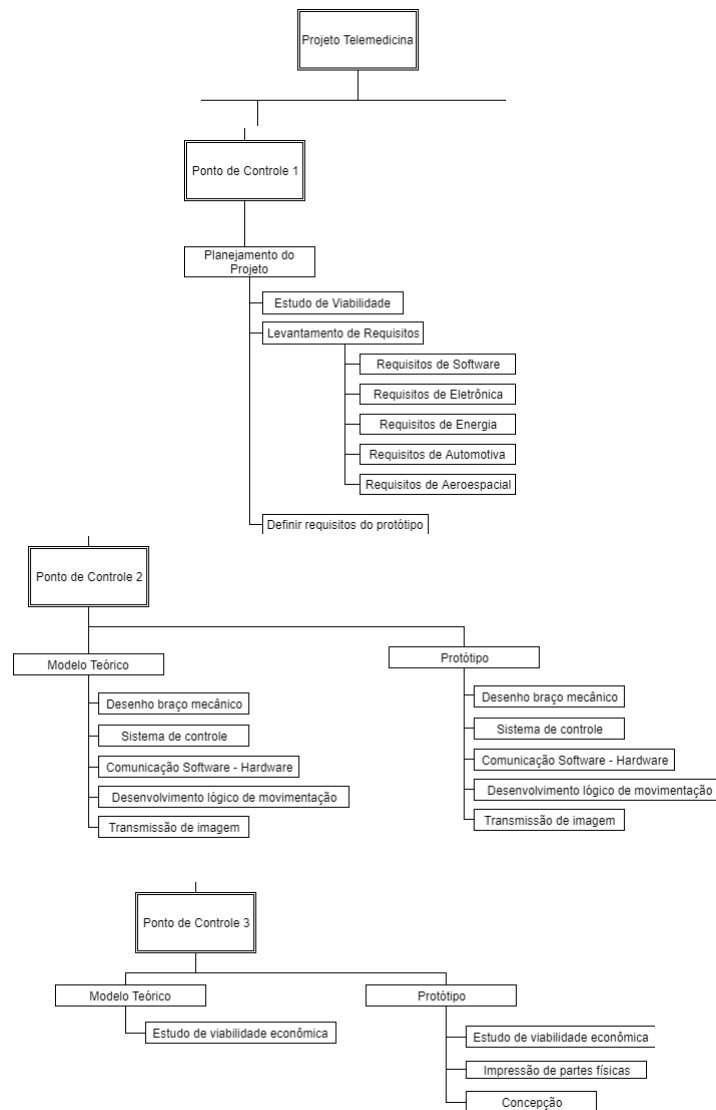 Projeto Telemedicina
Ponto de Controle 1
Planejamento do
Projeto
Estudo de Viabilidade
Levantamento de Requisitos
Requisitos de Software
Requisitos de Eletrônica
Requisitos de Energia
Requisitos de Automotiva
Requisitos de Aeroespacial
Definir requisitos do protótipo
Ponto de Controle 2
Modelo Teórico
Desenho braço mecânico
Sistema de controle
Comunicação Software - Hardware
Desenvolvimento lógico de movimentação
Transmissão de imagem
Protótipo
Desenho braço mecânico
Sistema de controle
Comunicação Software - Hardware
Desenvolvimento lógico de movimentação
Transmissão de imagem
Ponto de Controle 3
Modelo Teórico
Estudo de viabilidade econômica
Protótipo
Estudo de viabilidade econômica
Impressão de partes físicas
Concepção